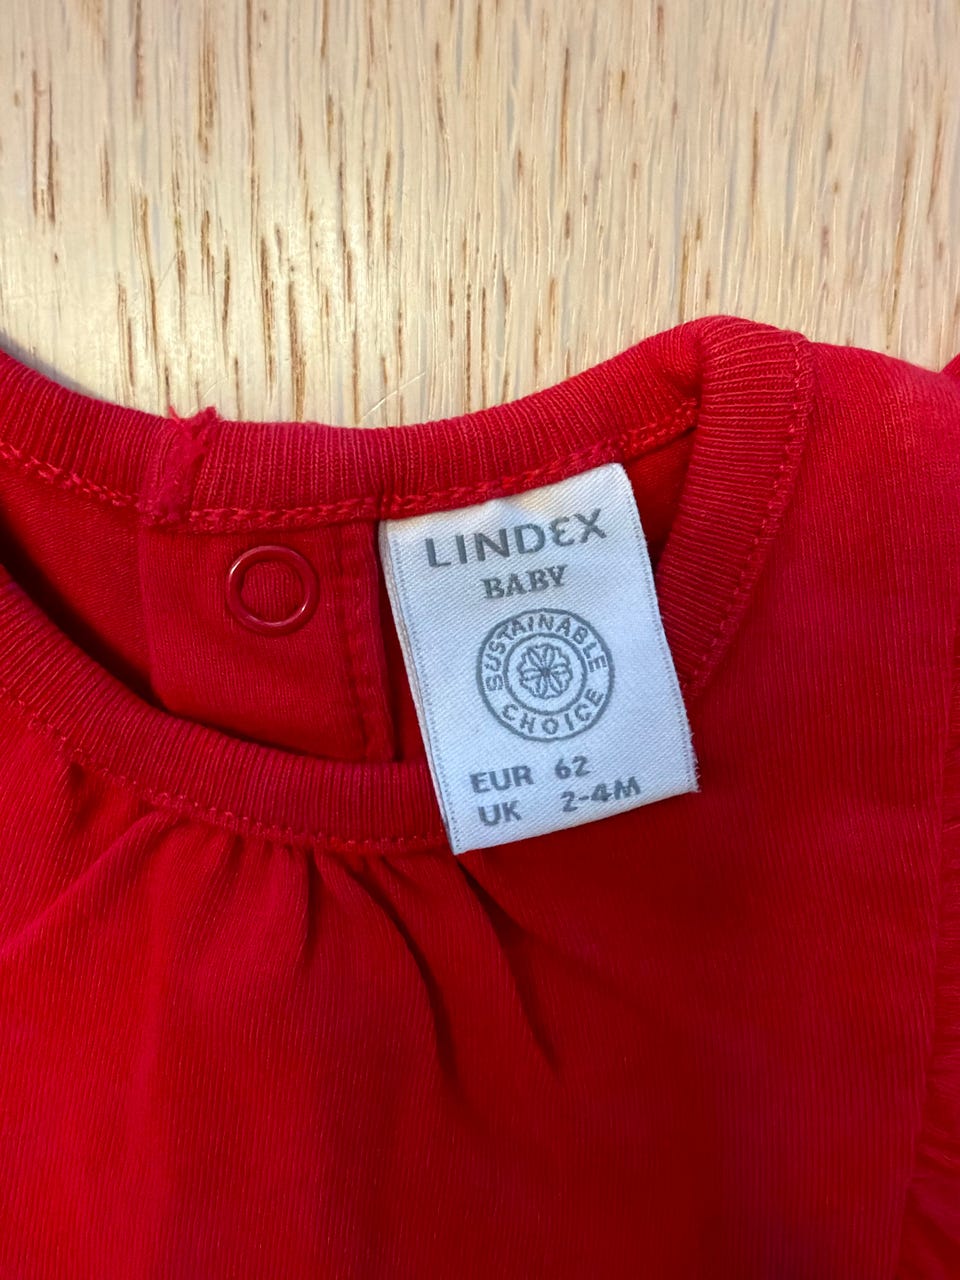 LINDEX
BABY
SUSTAINABLE
CHOICE
EUR 62
UK 2-4M